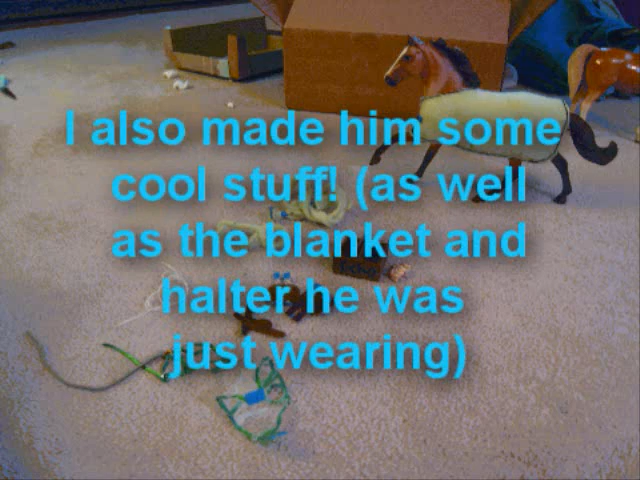 I also made him some
cool stuff! (as well
as the blanket and
halter he was
just wearing)